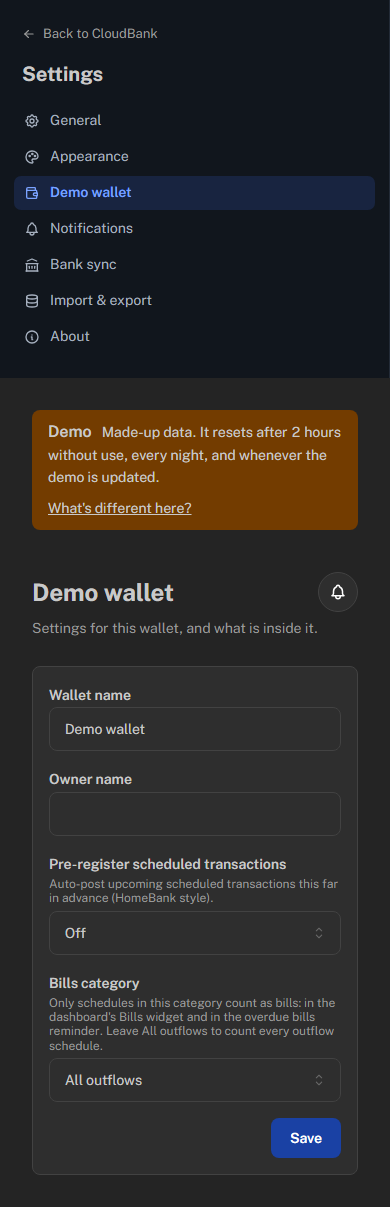 Back to CloudBank
Settings
General
Appearance
Demo wallet
Notifications
Bank sync
Import & export
About
Demo Made-up data. It resets after 2 hours
without use, every night, and whenever the
demo is updated.
What's different here?
Demo wallet
Settings for this wallet, and what is inside it.
Wallet name
Demo wallet
Owner name
Pre-register scheduled transactions
Auto-post upcoming scheduled transactions this far
in advance (HomeBank style).
Off
Bills category
Only schedules in this category count as bills: in the
dashboard's Bills widget and in the overdue bills
reminder. Leave All outflows to count every outflow
schedule.
All outflows
Save